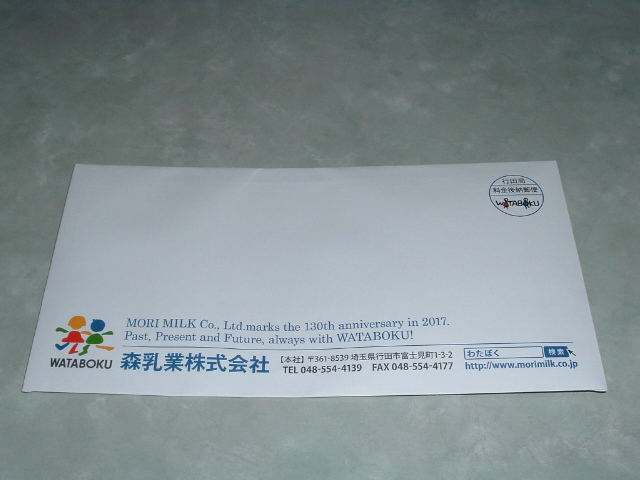 行田局
料金後納郵便
WATABOKU
MORI MILK Co., Ltd.marks the 130th anniversary in 2017.
Past, Present and Future, always with WATABOKU!
WATABOKU
森乳業株式会社
【本社】〒361-8539 埼玉県行田市富士見町1-3-2
TEL 048-554-4139 FAX 048-554-4177
わたぼく 検索
http://www.morimilk.co.jp